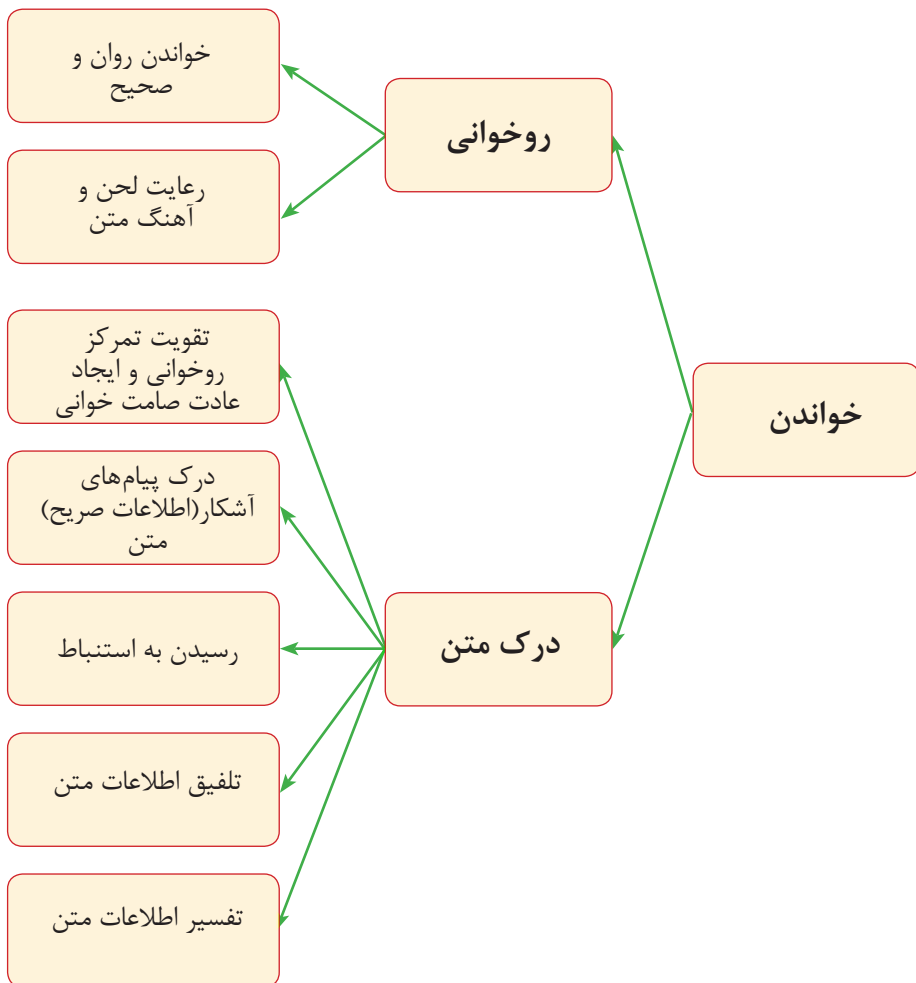 خواندن
روخوانی
خواندن روان و
صحیح
رعایت لحن و
آهنگ متن
درک متن
تقویت تمرکز
روخوانی و ایجاد
عادت صامت خوانی
درک پیام‌های
آشکار(اطلاعات صریح)
متن
رسیدن به استنباط
تلفیق اطلاعات متن
تفسیر اطلاعات متن